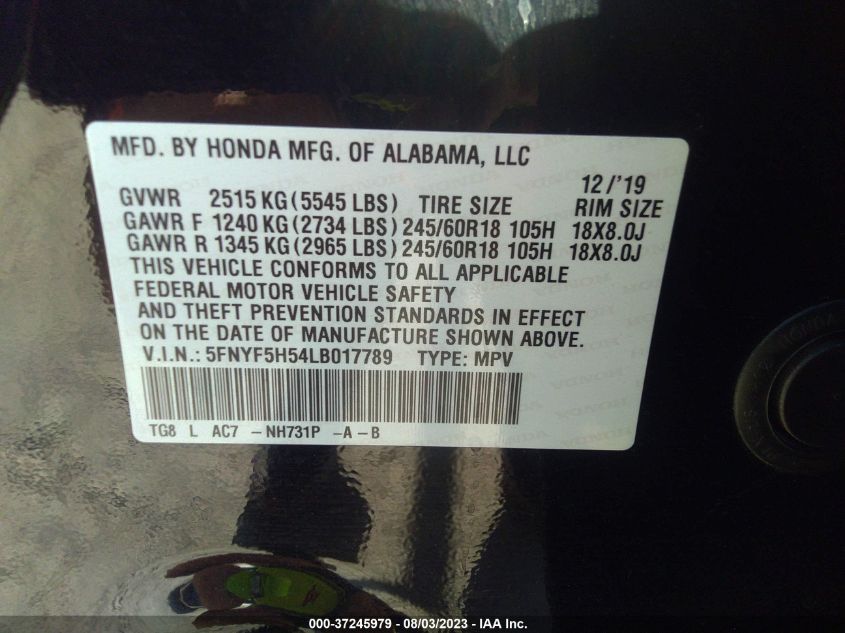 MFD. BY HONDA MFG. OF ALABAMA, LLC
12/'19
GVWR 2515 KG (5545 LBS) TIRE SIZE RIM SIZE
GAWR F 1240 KG (2734 LBS) 245/60R18 105H 18X8.0J
GAWR R 1345 KG (2965 LBS) 245/60R18 105H 18X8.0J
THIS VEHICLE CONFORMS TO ALL APPLICABLE
FEDERAL MOTOR VEHICLE SAFETY
AND THEFT PREVENTION STANDARDS IN EFFECT
ON THE DATE OF MANUFACTURE SHOWN ABOVE.
V.I.N.: 5FNYF5H54LB017789 TYPE: MPV
TG8 L AC7 -NH731P -A-B
HONDA
000-37245979 - 08/03/2023 - IAA Inc.